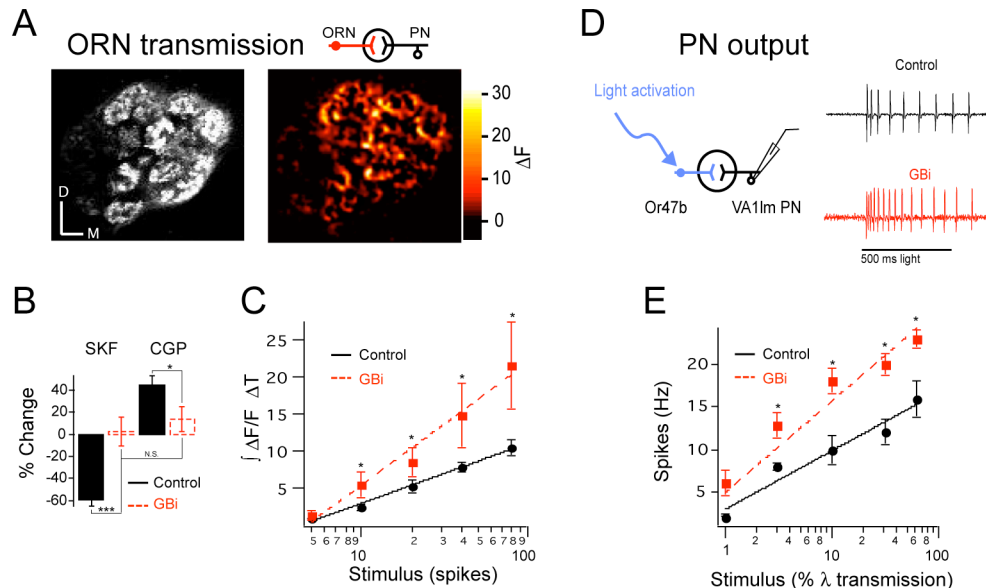 A
ORN transmission
ORN
PN
D
M
30
20
10
0
ΔF
B
SKF
CGP
% Change
40
20
0
-20
-40
-60
*
N.S.
***
Control
GBi
C
∫ ΔF/F ΔT
25
20
15
10
5
Control
GBi
*
*
*
*
5 6 7 8 9 2 3 4 5 6 7 8 9
10 100
Stimulus (spikes)
D
PN output
Light activation
Or47b
VA1lm PN
Control
GBi
500 ms light
E
Spikes (Hz)
20
15
10
5
Control
GBi
*
*
*
*
2 4 6 8 2 4 6 8
1 10 100
Stimulus (% λ transmission)